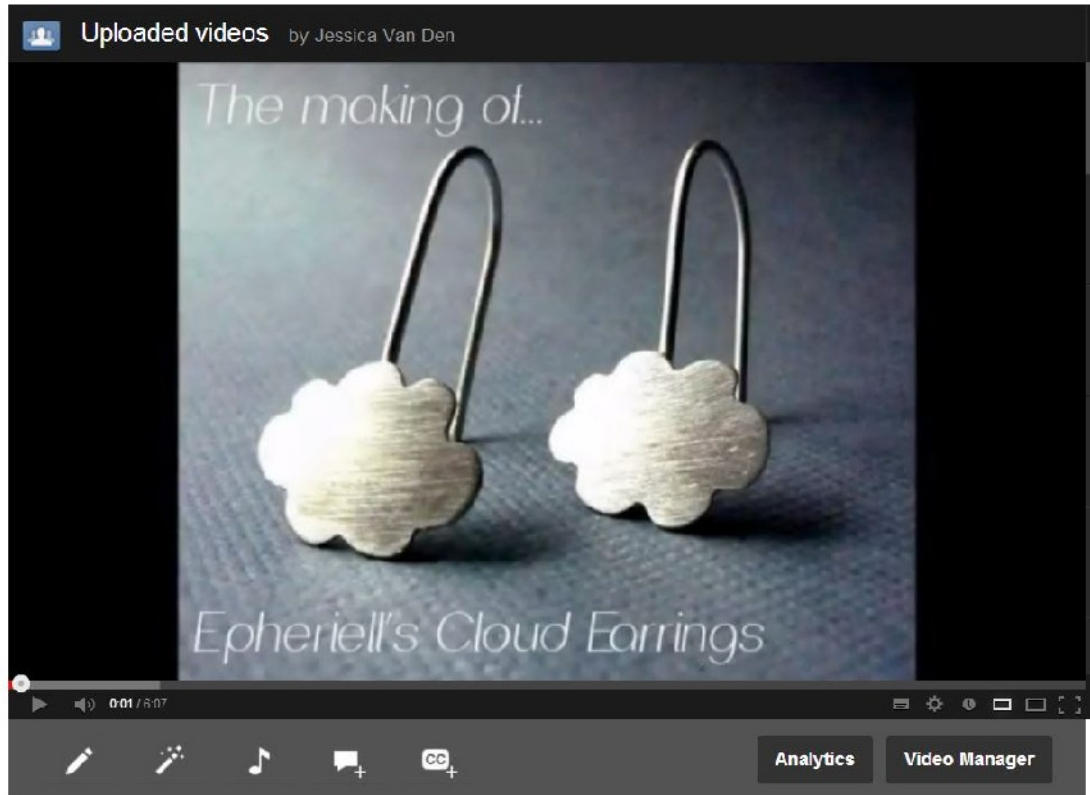 Uploaded videos by Jessica Van Den
The making of...
Epheriell's Cloud Earrings
0:01 / 6:07
CC
Analytics
Video Manager